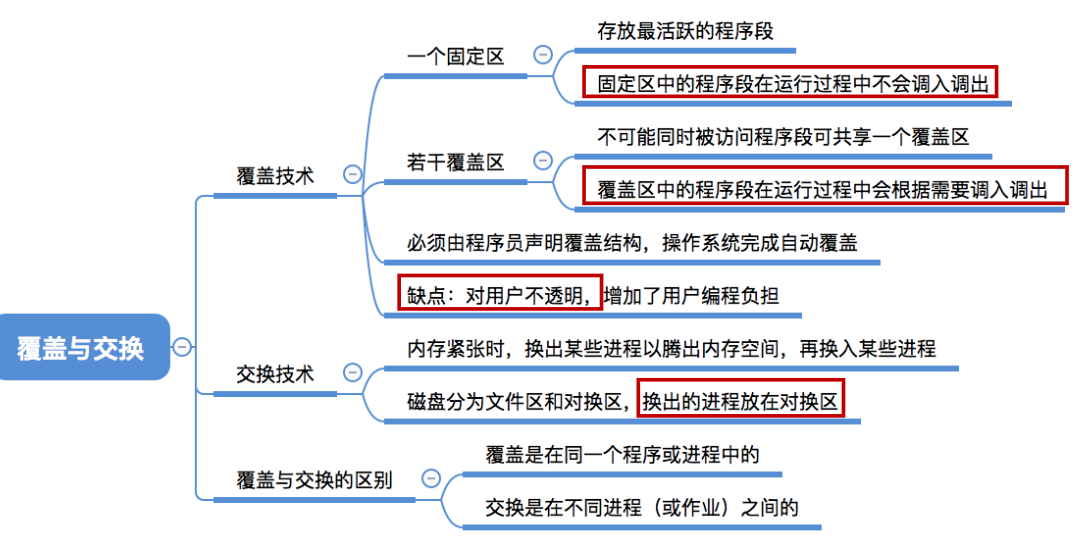 覆盖与交换
覆盖技术
一个固定区
存放最活跃的程序段
固定区中的程序段在运行过程中不会调入调出
若干覆盖区
不可能同时被访问程序段可共享一个覆盖区
覆盖区中的程序段在运行过程中会根据需要调入调出
必须由程序员声明覆盖结构，操作系统完成自动覆盖
缺点：对用户不透明，增加了用户编程负担
交换技术
内存紧张时，换出某些进程以腾出内存空间，再换入某些进程
磁盘分为文件区和对换区，换出的进程放在对换区
覆盖与交换的区别
覆盖是在同一个程序或进程中的
交换是在不同进程（或作业）之间的